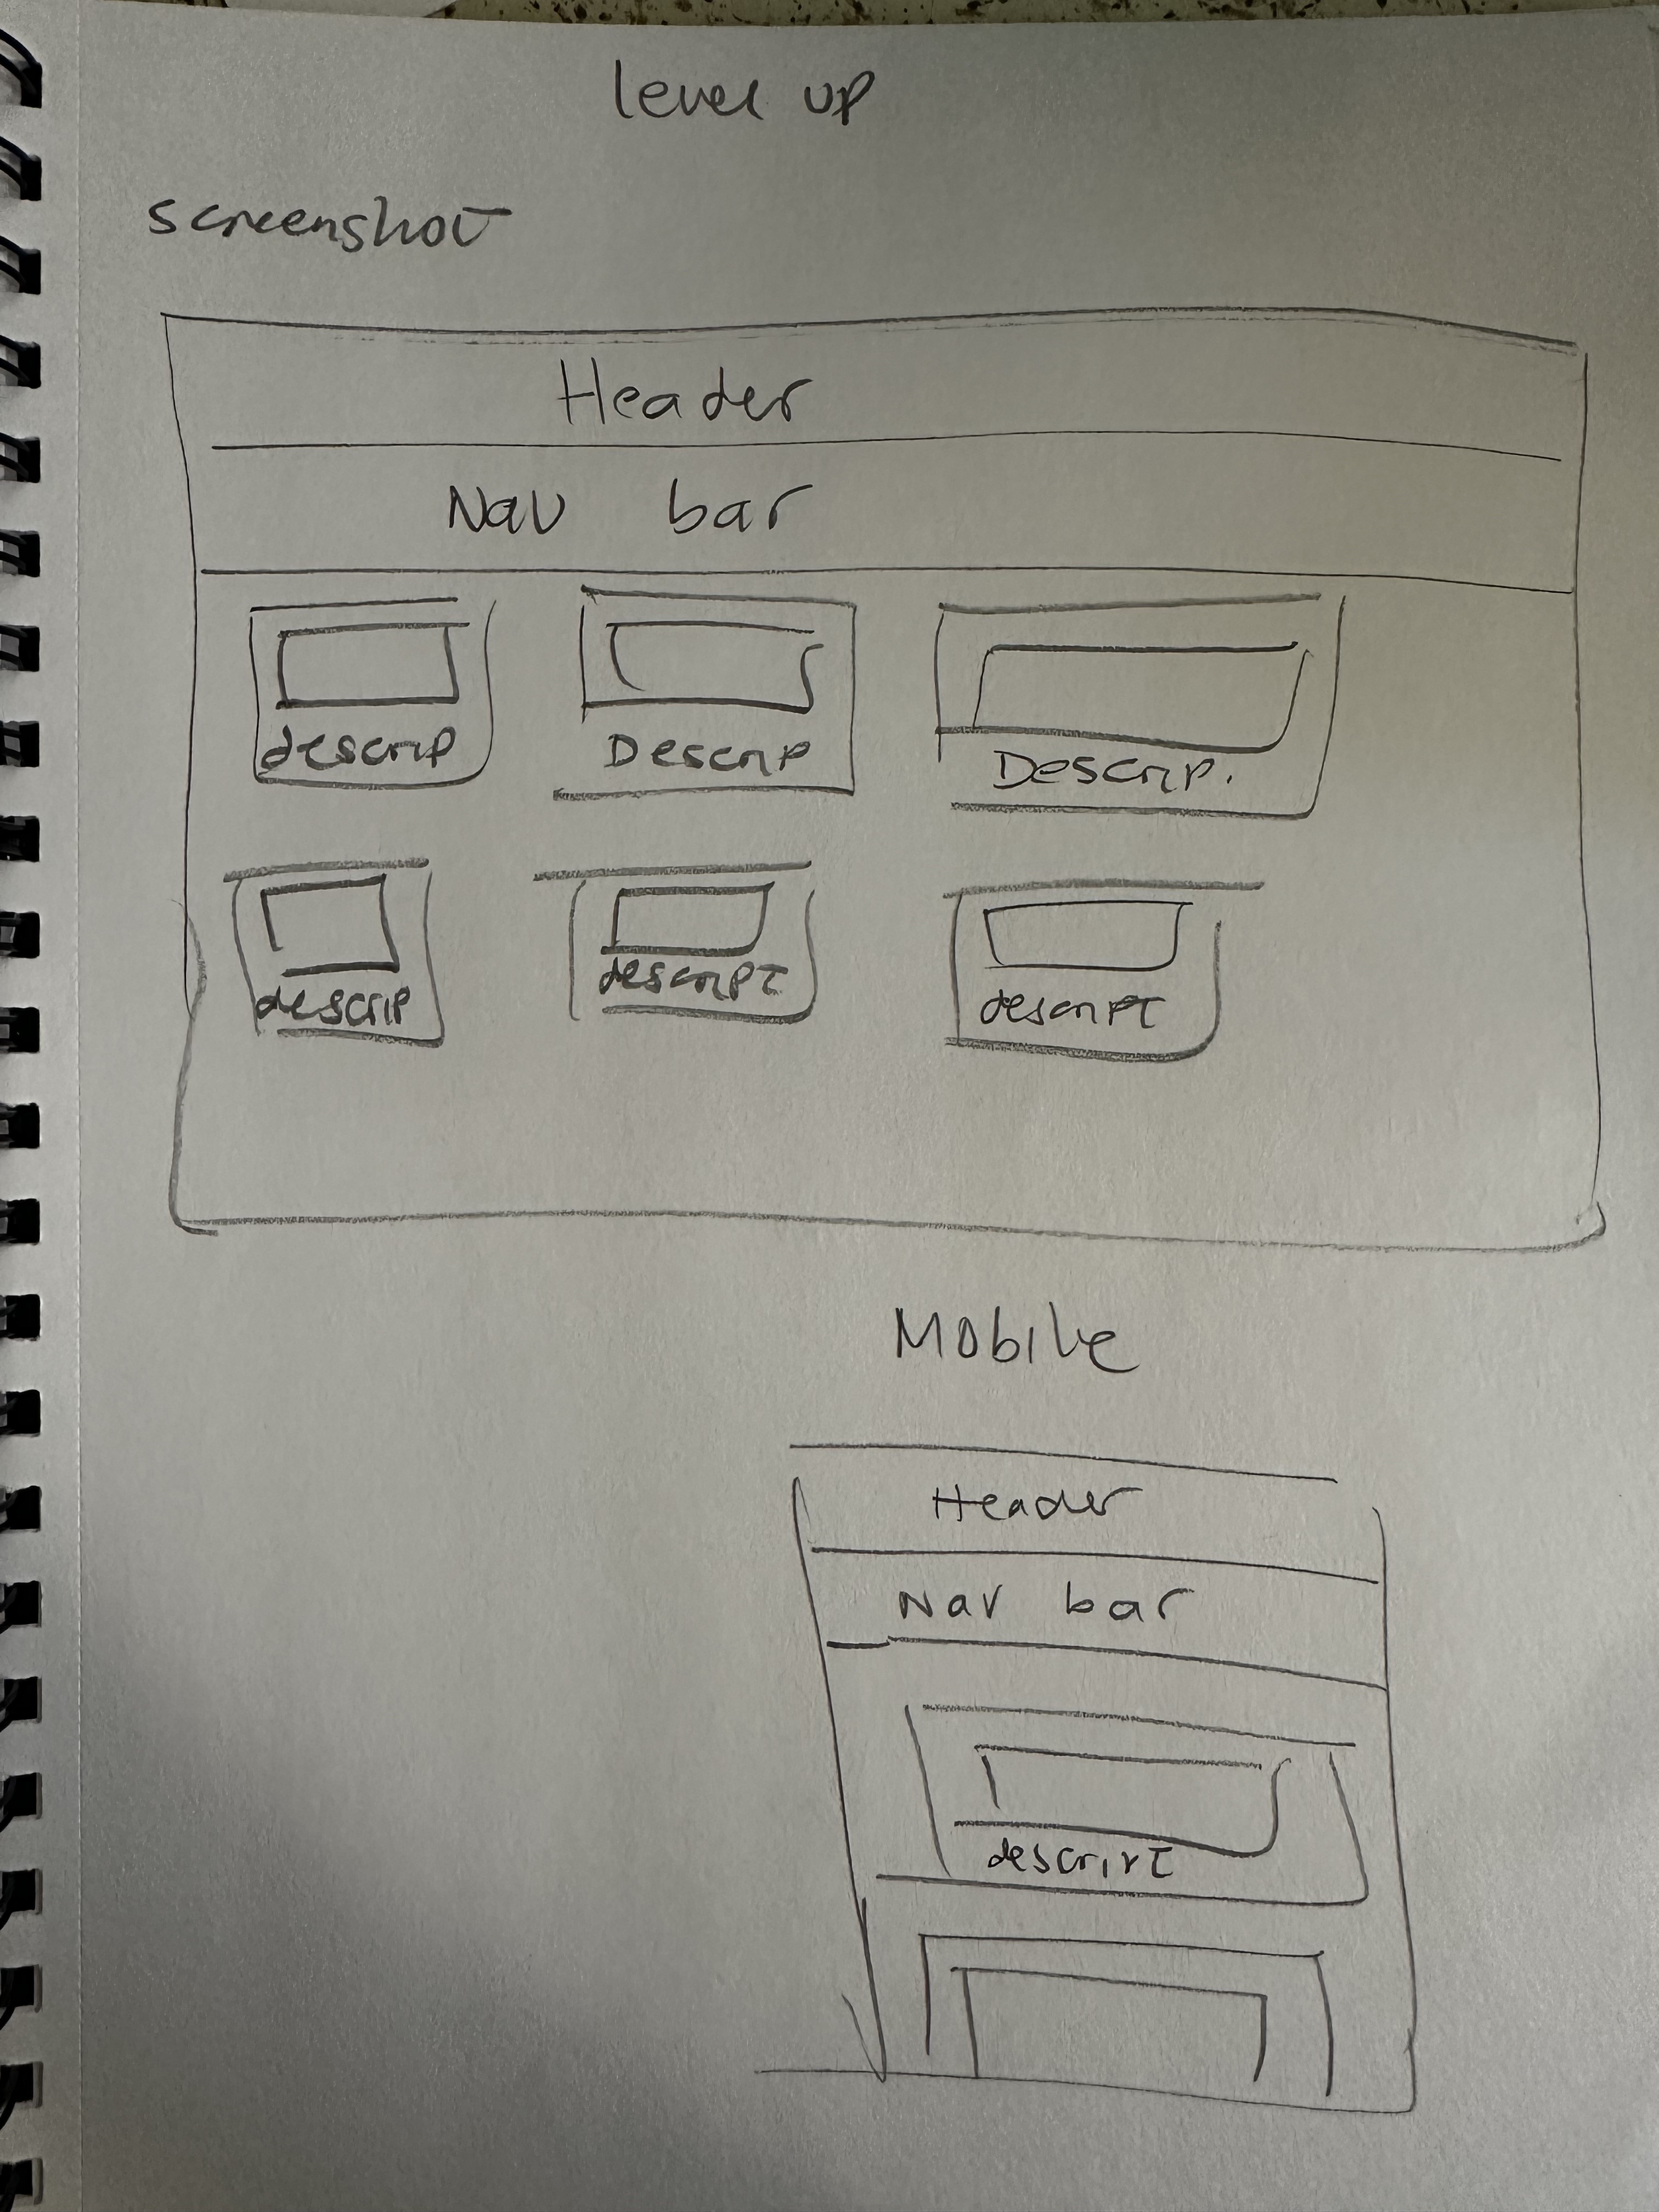 level up
screenshot
Header
Nav bar
descrip Descrip Descrip.
descrip descript descript
Mobile
Header
Nav bar
descript